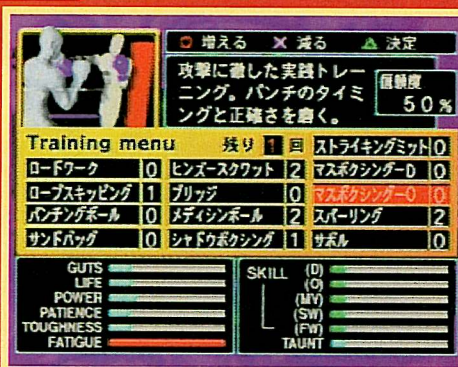 ○ 増える × 減る △ 決定
攻撃に徹した実践トレー
ニング。パンチのタイミ
ングと正確さを磨く。
信頼度
50%
Training menu 残り 1 回
ストライキングミット 0
ロードワーク 0 ヒンズースクワット 2 マスボクシングーD 0
ロープスキッピング 1 ブリッジ 0 マスボクシングーO 0
パンチングボール 0 メディシンボール 2 スパーリング 2
サンドバッグ 0 シャドウボクシング 1 サボル 0
GUTS
LIFE
POWER
PATIENCE
TOUGHNESS
FATIGUE
SKILL (D)
(O)
(MV)
(SW)
(FW)
TAUNT